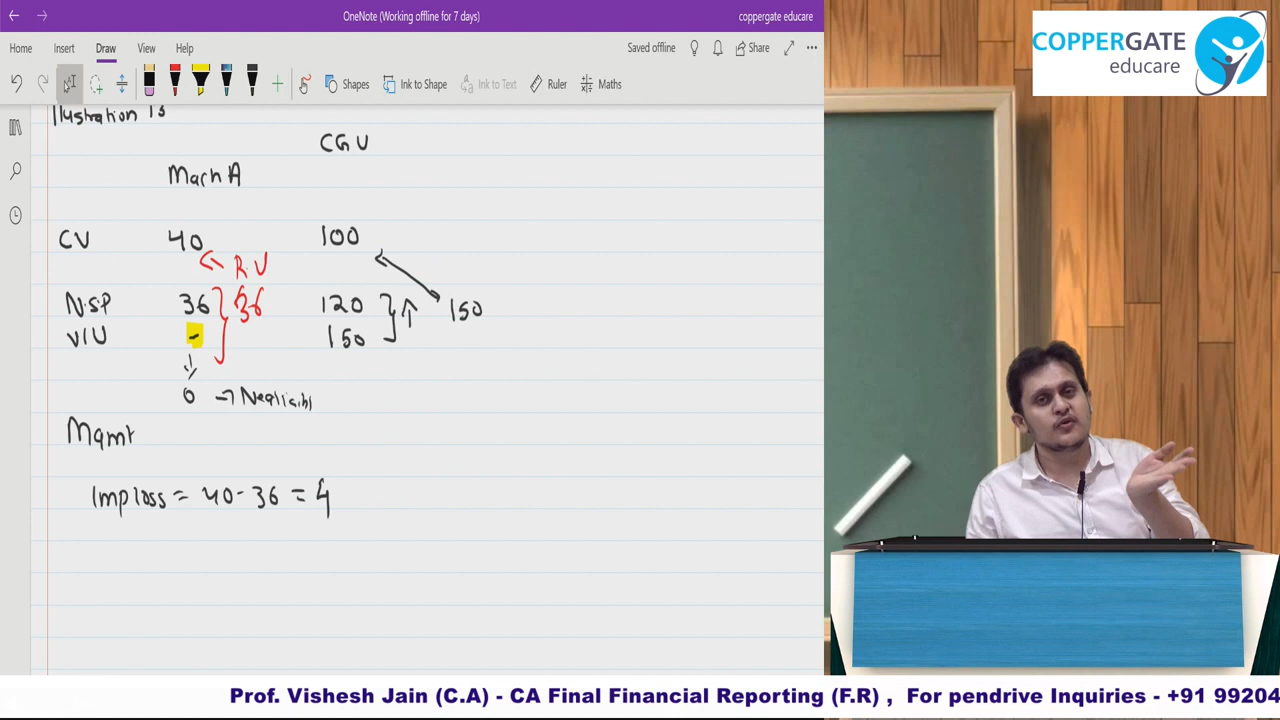 OneNote (Working offline for 7 days)
coppergate educare
Home Insert Draw View Help
Saved offline
Share
Shapes
Ink to Shape
Ink to Text
Ruler
Maths
COPPERGATE
educare
Illustration 13
CGU
Mach A
CV 40 100
R.V
N.S.P 36 36 120 150
VIU - 150
0 → Negligibl
Mgmt
Imp loss = 40 - 36 = 4
Prof. Vishesh Jain (C.A) - CA Final Financial Reporting (F.R) , For pendrive Inquiries - +91 99204